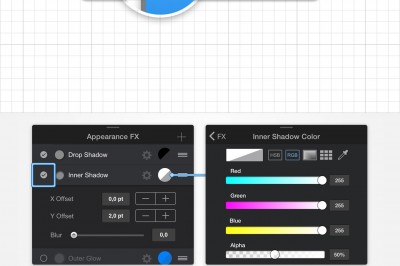 Appearance FX
Drop Shadow
Inner Shadow
X Offset 0,0 pt
Y Offset 2,0 pt
Blur 0,0
Outer Glow
FX Inner Shadow Color
HSB RGB
Red
255
Green
255
Blue
255
Alpha
50%